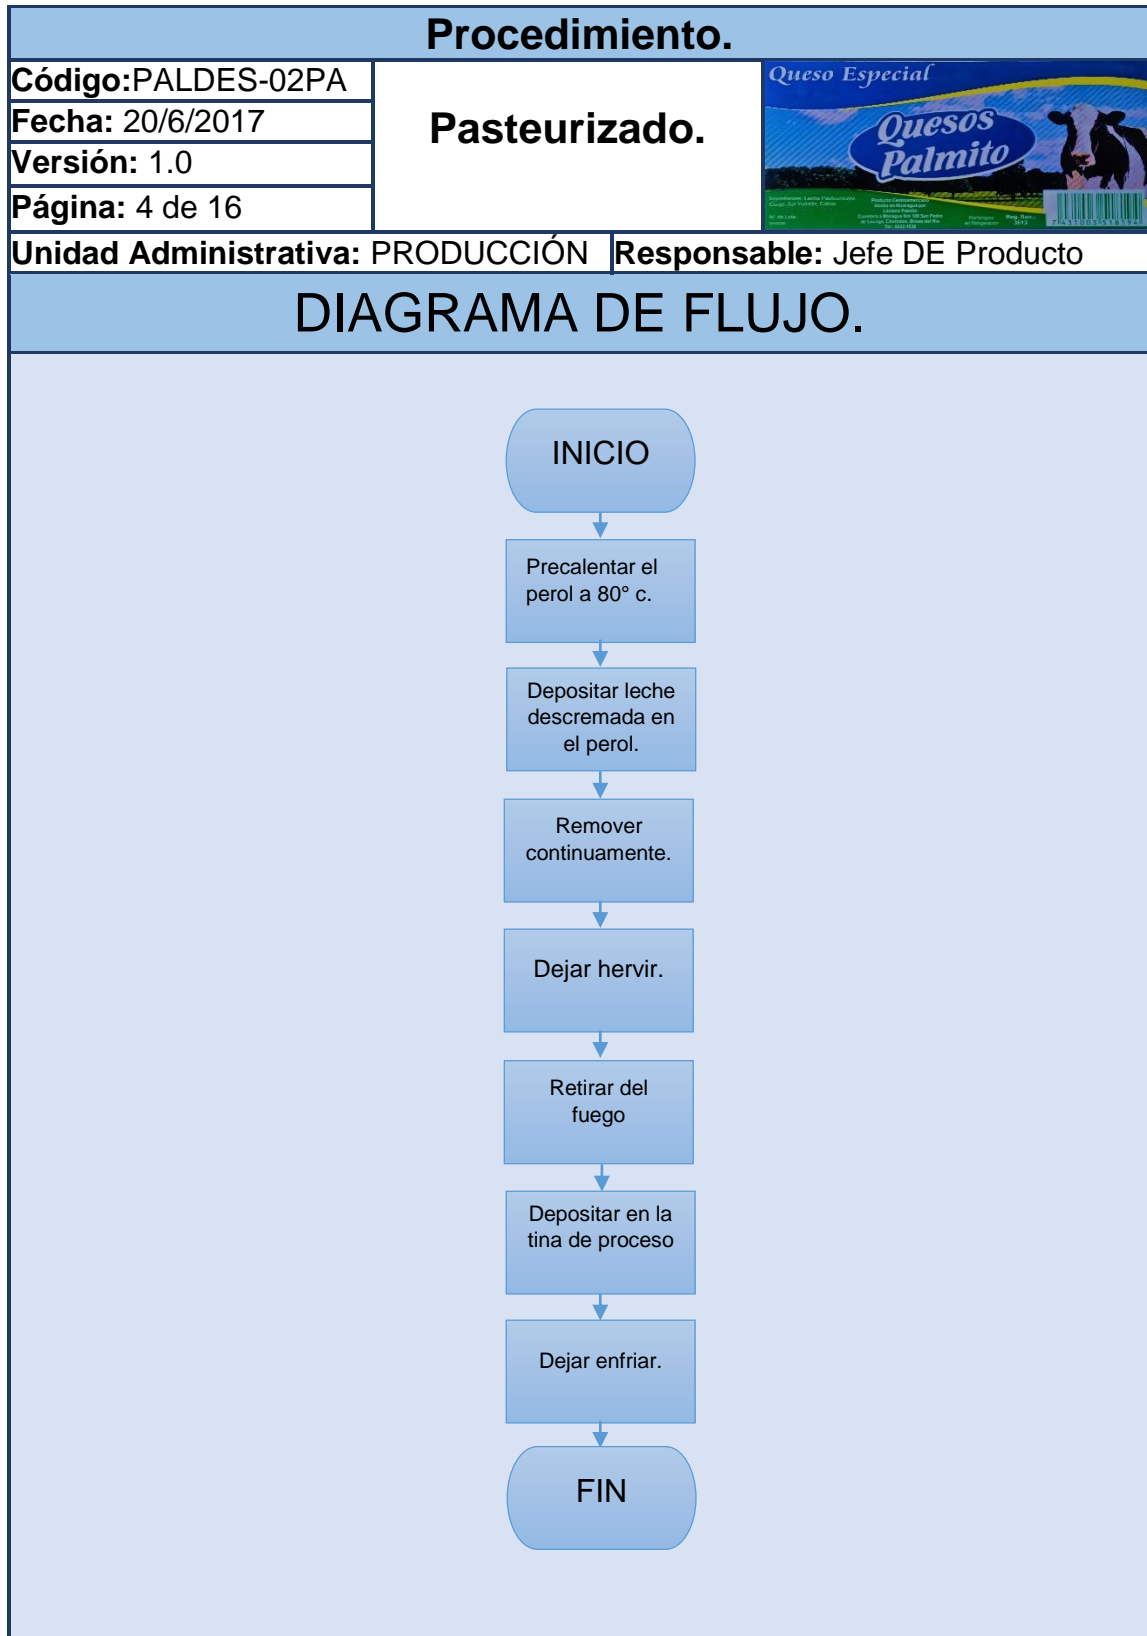 Procedimiento.
Código:PALDES-02PA
Fecha: 20/6/2017
Versión: 1.0
Página: 4 de 16
Pasteurizado.
Queso Especial
Quesos
Palmito
Unidad Administrativa: PRODUCCIÓN
Responsable: Jefe DE Producto
DIAGRAMA DE FLUJO.
INICIO
Precalentar el
perol a 80° c.
Depositar leche
descremada en
el perol.
Remover
continuamente.
Dejar hervir.
Retirar del
fuego
Depositar en la
tina de proceso
Dejar enfriar.
FIN